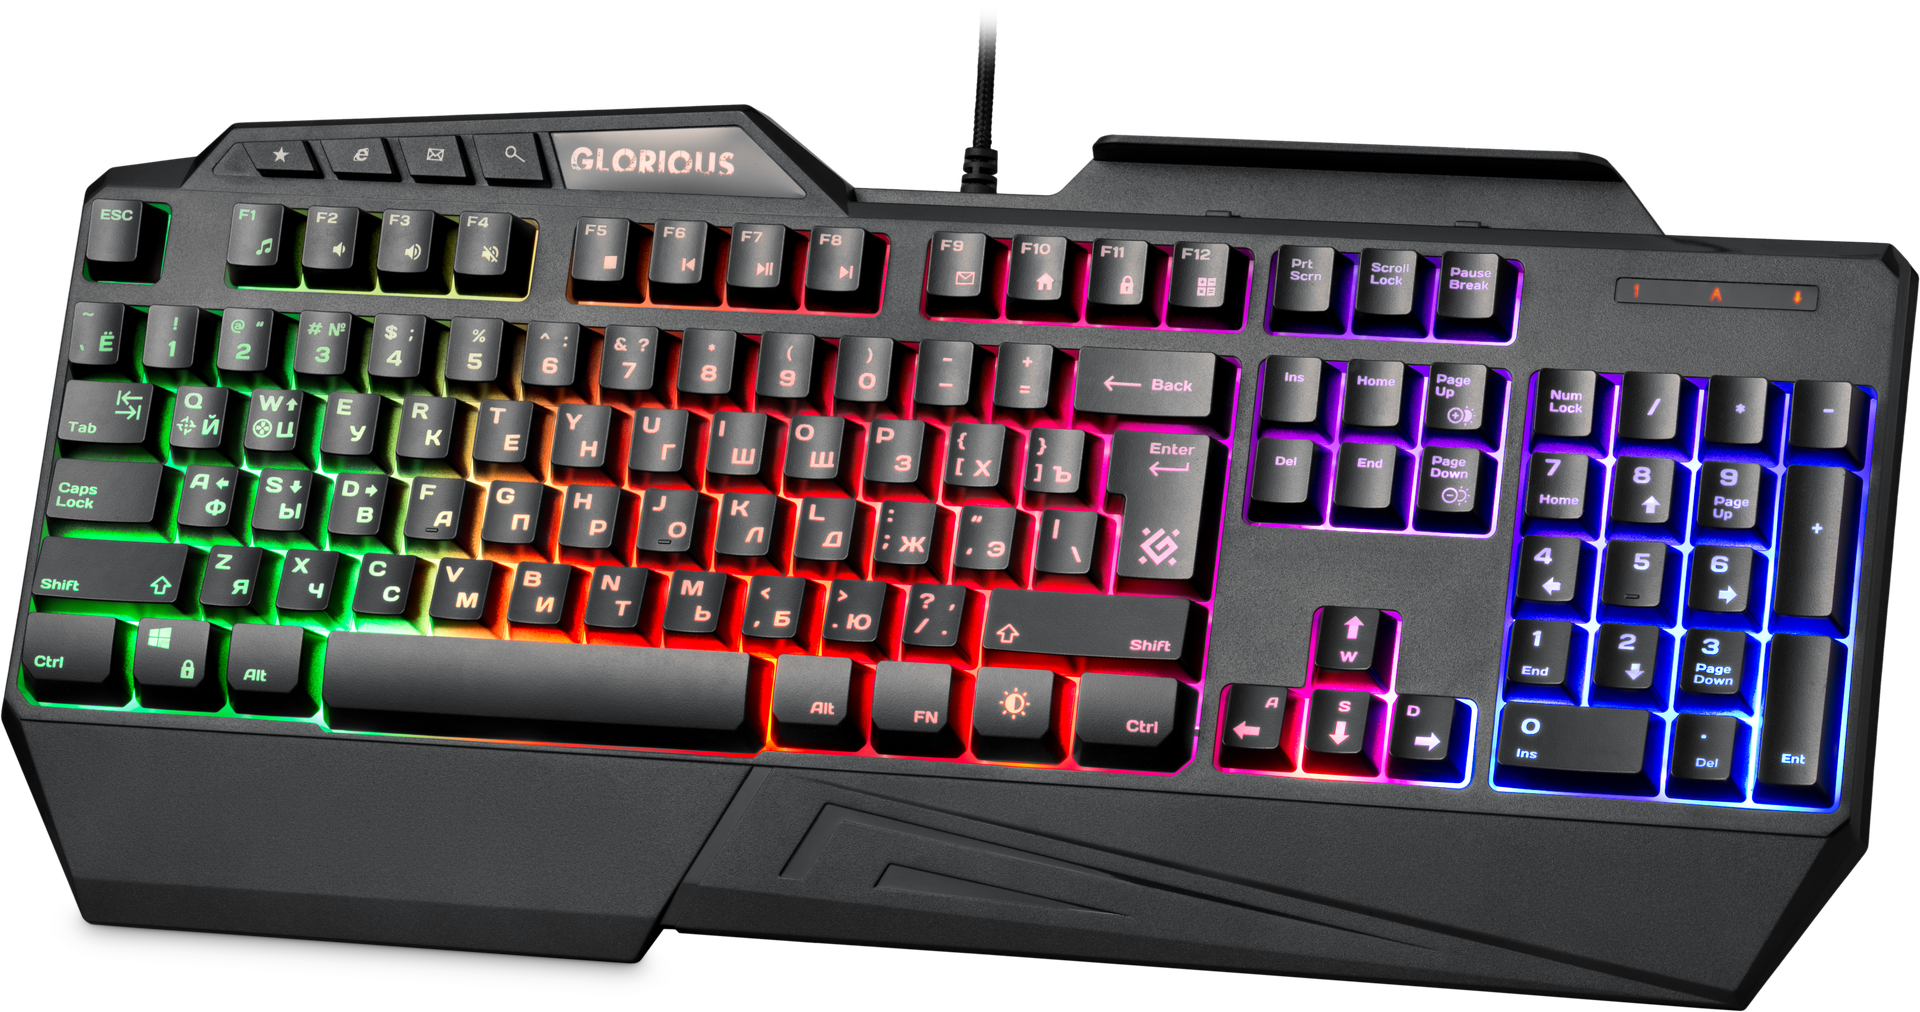 GLORIOUS
ESC F1 F2 F3 F4 F5 F6 F7 F8 F9 F10 F11 F12 Prt Scrn Scroll Lock Pause Break
1 A
~ ` Ё ! 1 @ " 2 # № 3 $ ; 4 % 5 ^ : 6 & ? 7 * 8 ( 9 ) 0 - _ + = Back Ins Home Page Up Num Lock / * -
Tab Q Й W Ц E У R К T Е Y Н U Г I Ш O Щ P З { [ Х } ] Ъ Enter Del End Page Down 7 Home 8 9 Page Up +
Caps Lock A Ф S Ы D В F А G П H Р J О K Л L Д : ; Ж " ' Э | \ 4 5 6
Shift Z Я X Ч C С V М B И N Т M Ь < , Б > . Ю ? , / . Shift W 1 End 2 3 Page Down Ent
Ctrl Alt Alt FN Ctrl A S D 0 Ins . Del